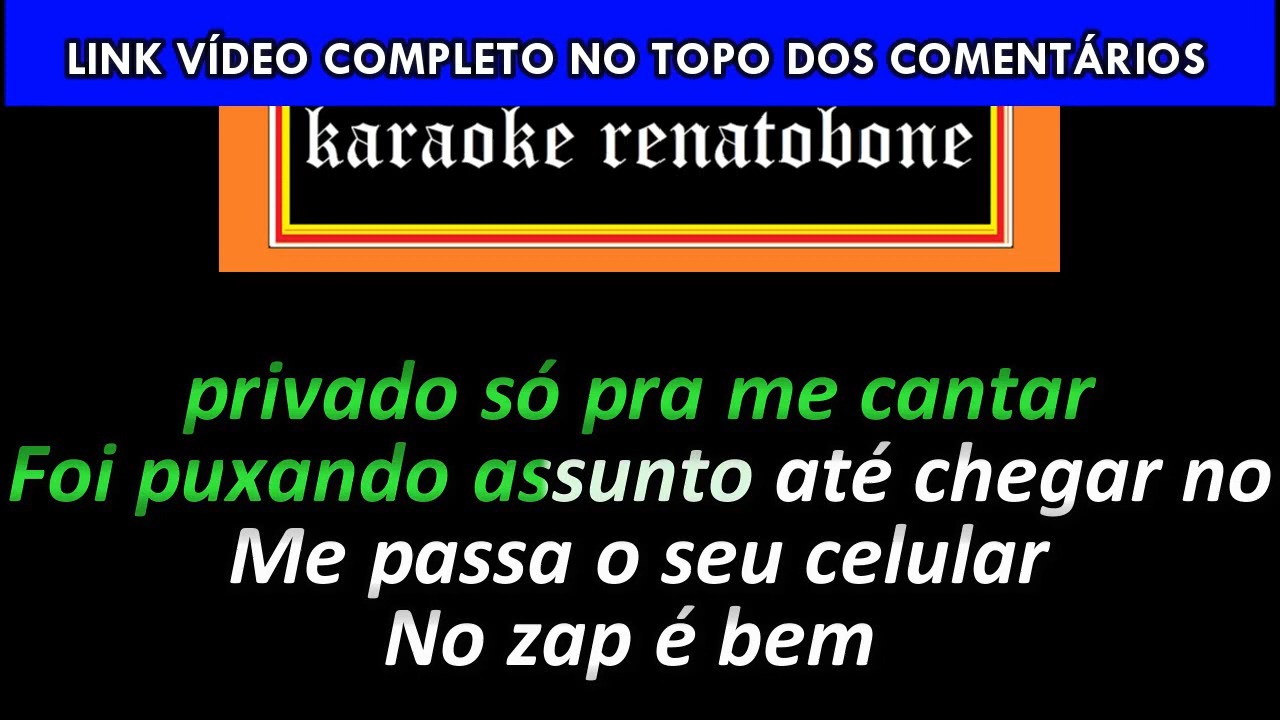 LINK VÍDEO COMPLETO NO TOPO DOS COMENTÁRIOS
karaoke renatobone
privado só pra me cantar
Foi puxando assunto até chegar no
Me passa o seu celular
No zap é bem